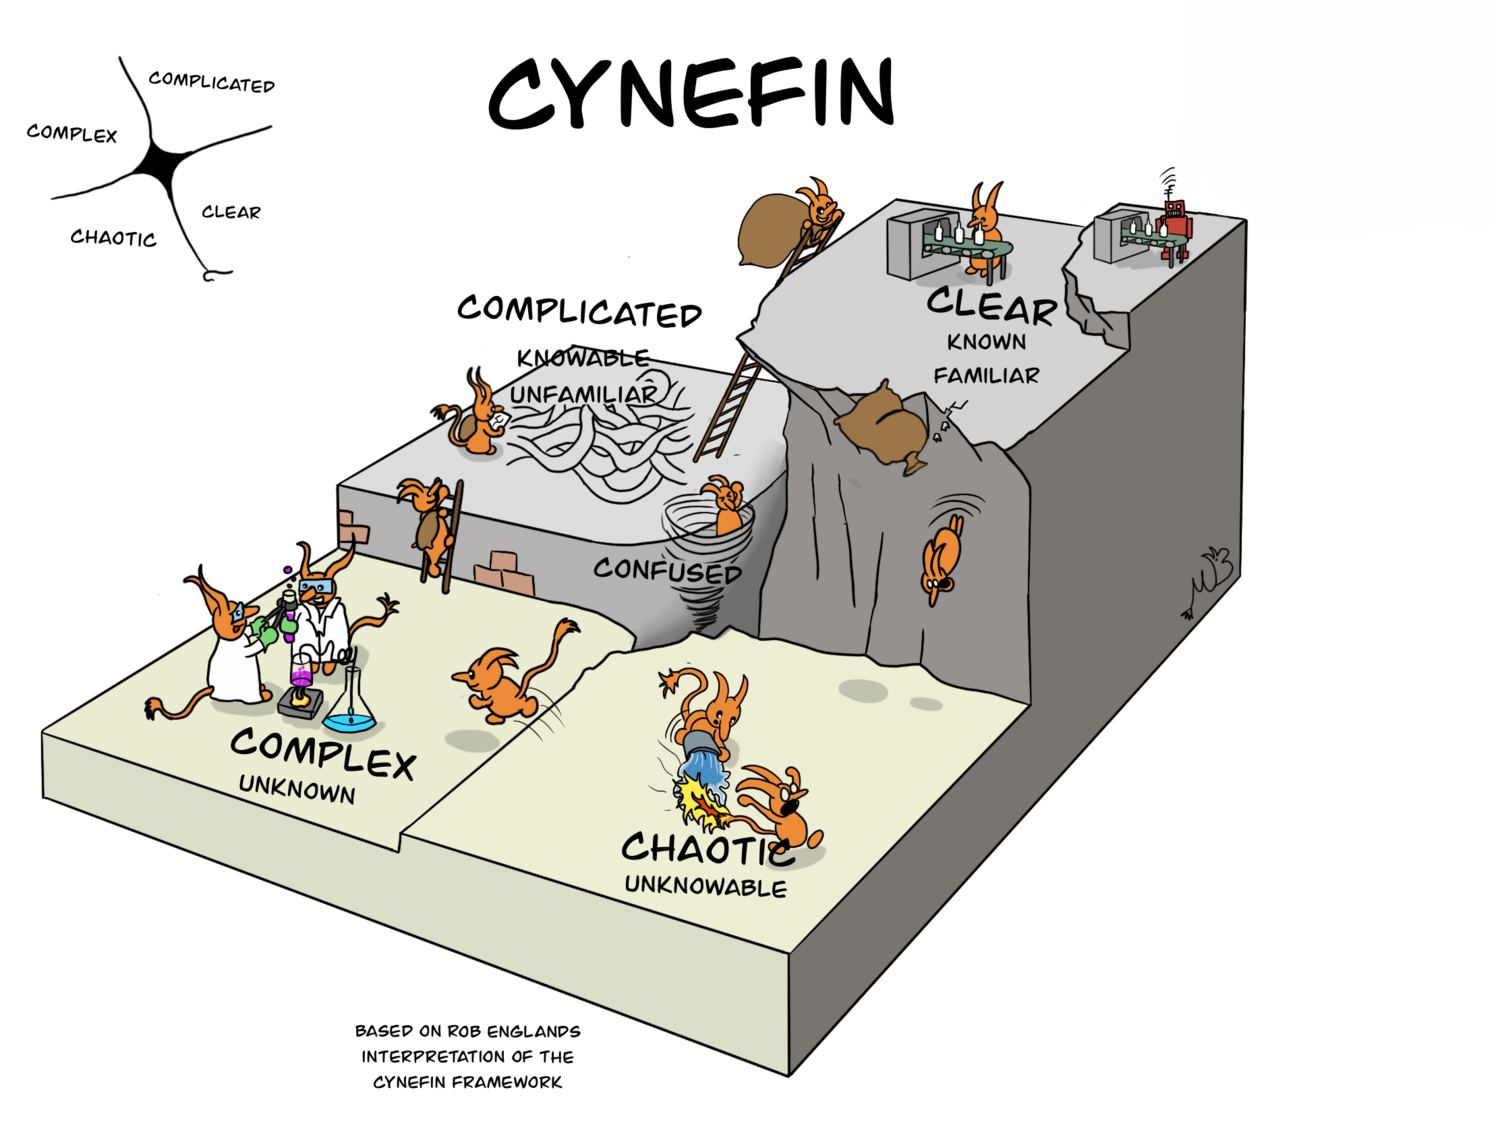 CYNEFIN
COMPLICATED
COMPLEX
CLEAR
CHAOTIC
COMPLICATED
KNOWABLE
UNFAMILIAR
CLEAR
KNOWN
FAMILIAR
CONFUSED
COMPLEX
UNKNOWN
CHAOTIC
UNKNOWABLE
BASED ON ROB ENGLANDS
INTERPRETATION OF THE
CYNEFIN FRAMEWORK